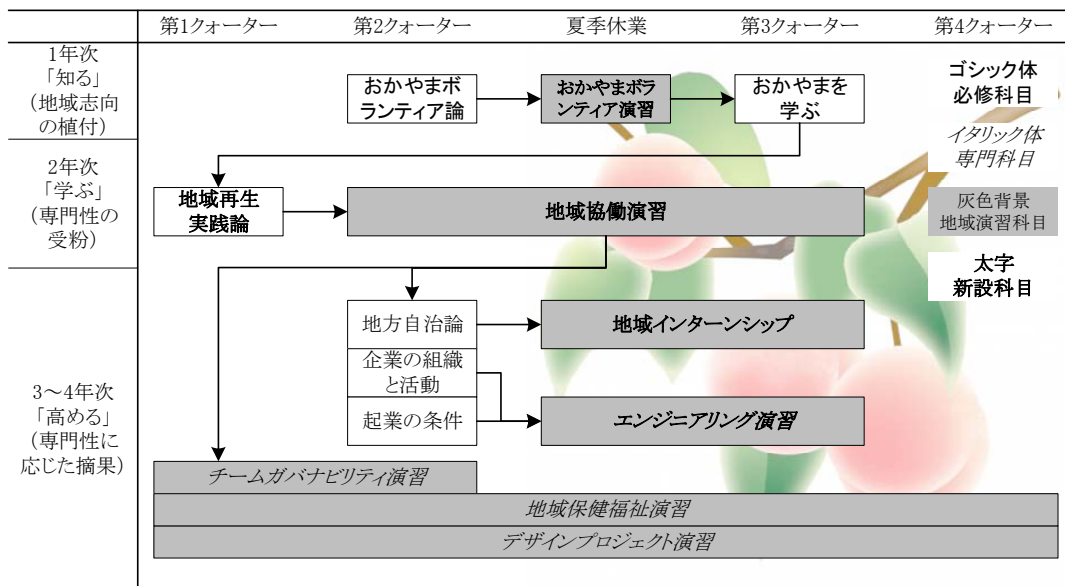 第1クォーター 第2クォーター 夏季休業 第3クォーター 第4クォーター
1年次
「知る」
(地域志向
の植付)
おかやまボ
ランティア論
おかやまボラ
ンティア演習
おかやまを
学ぶ
ゴシック体
必修科目
イタリック体
専門科目
2年次
「学ぶ」
(専門性の
受粉)
地域再生
実践論
地域協働演習
灰色背景
地域演習科目
太字
新設科目
3~4年次
「高める」
(専門性に
応じた摘果)
地方自治論
地域インターンシップ
企業の組織
と活動
起業の条件
エンジニアリング演習
チームガバナビリティ演習
地域保健福祉演習
デザインプロジェクト演習